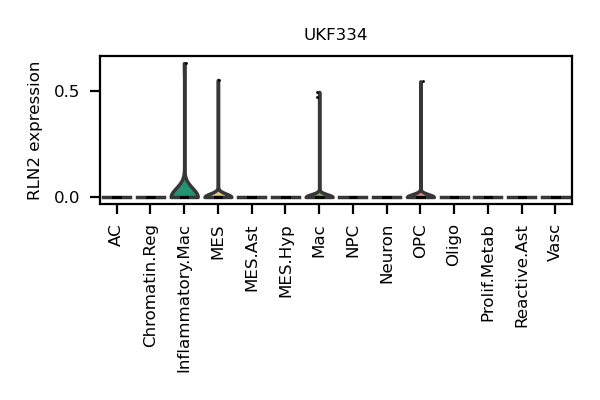 UKF334
RLN2 expression
0.5
0.0
AC
Chromatin.Reg
Inflammatory.Mac
MES
MES.Ast
MES.Hyp
Mac
NPC
Neuron
OPC
Oligo
Prolif.Metab
Reactive.Ast
Vasc